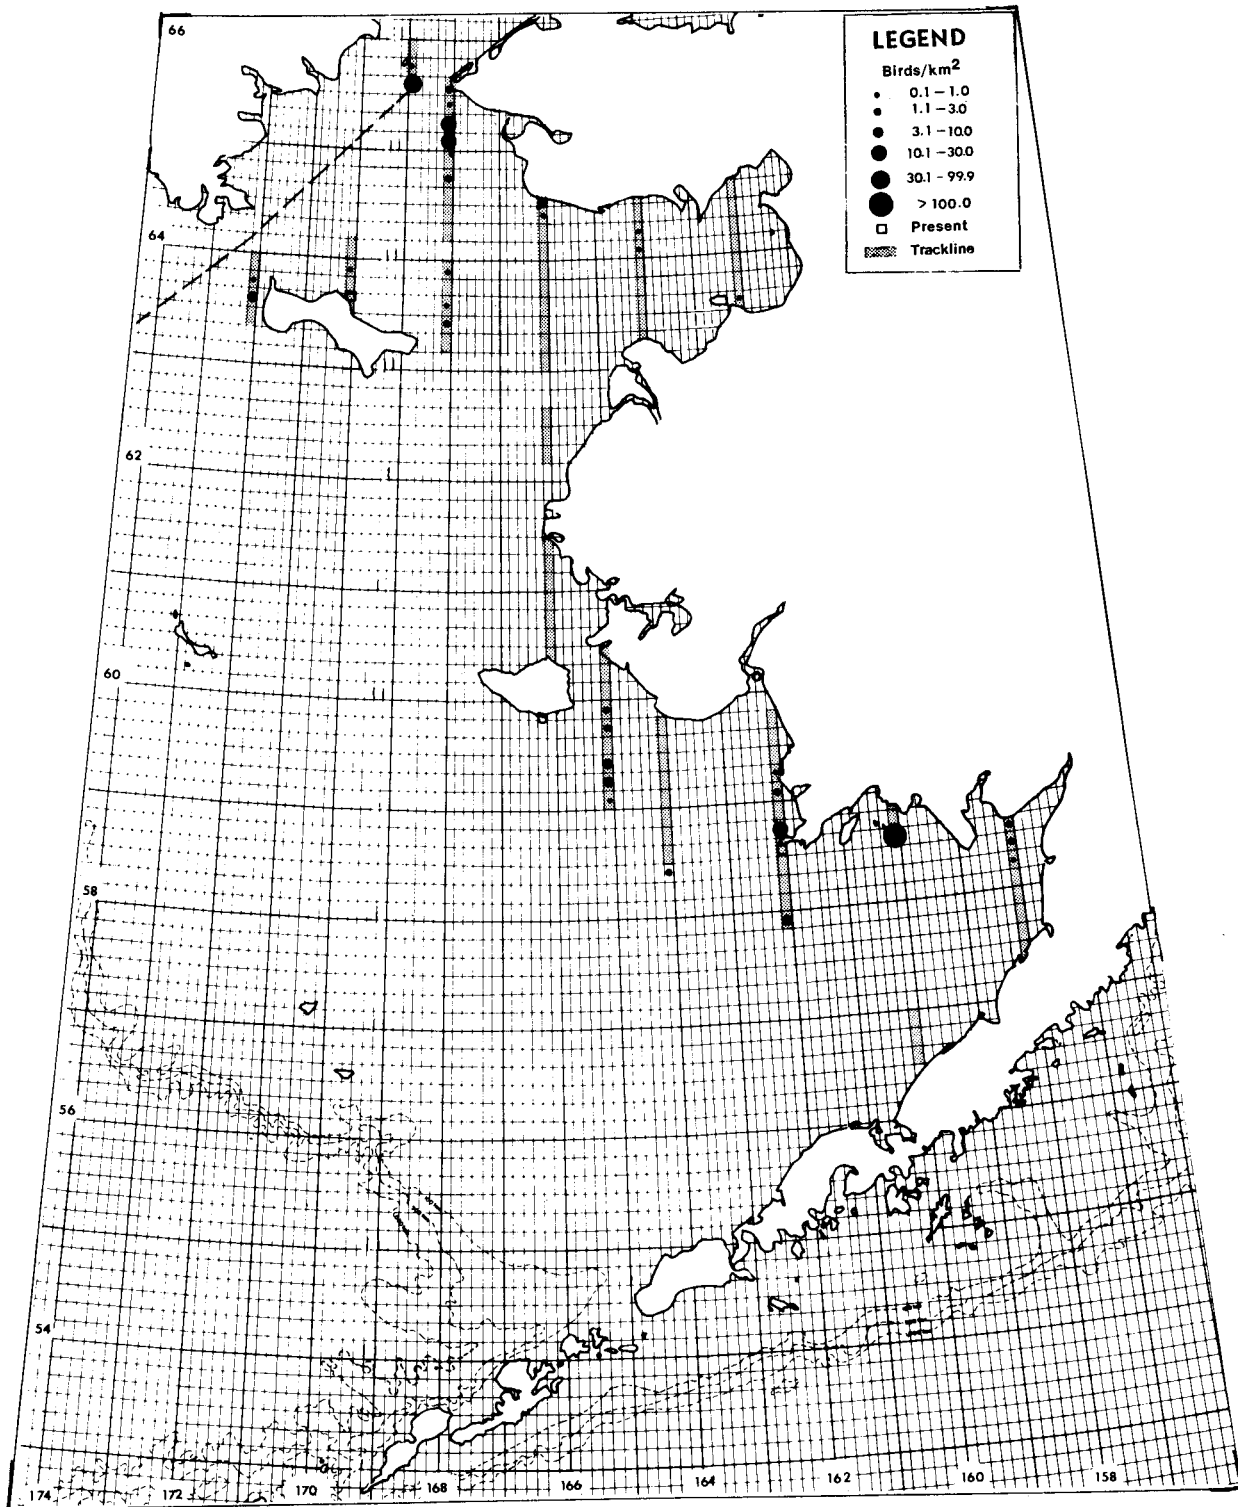 66
LEGEND
Birds/km2
0.1 – 1.0
1.1 – 3.0
3.1 – 10.0
10.1 – 30.0
30.1 - 99.9
> 100.0
Present
Trackline
64
62
60
58
56
54
174 172 170 168 166 164 162 160 158